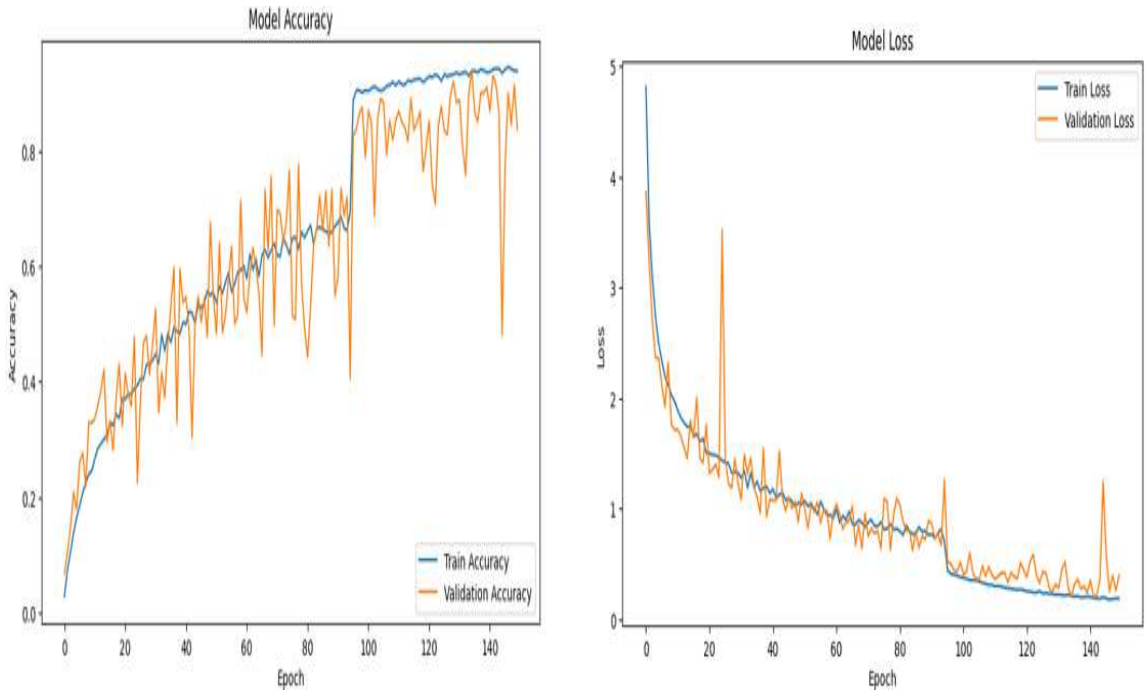 Model Accuracy
Accuracy
0.8
0.6
0.4
0.2
0.0
Train Accuracy
Validation Accuracy
0 20 40 60 80 100 120 140
Epoch
Model Loss
Loss
5
4
3
2
1
0
Train Loss
Validation Loss
0 20 40 60 80 100 120 140
Epoch